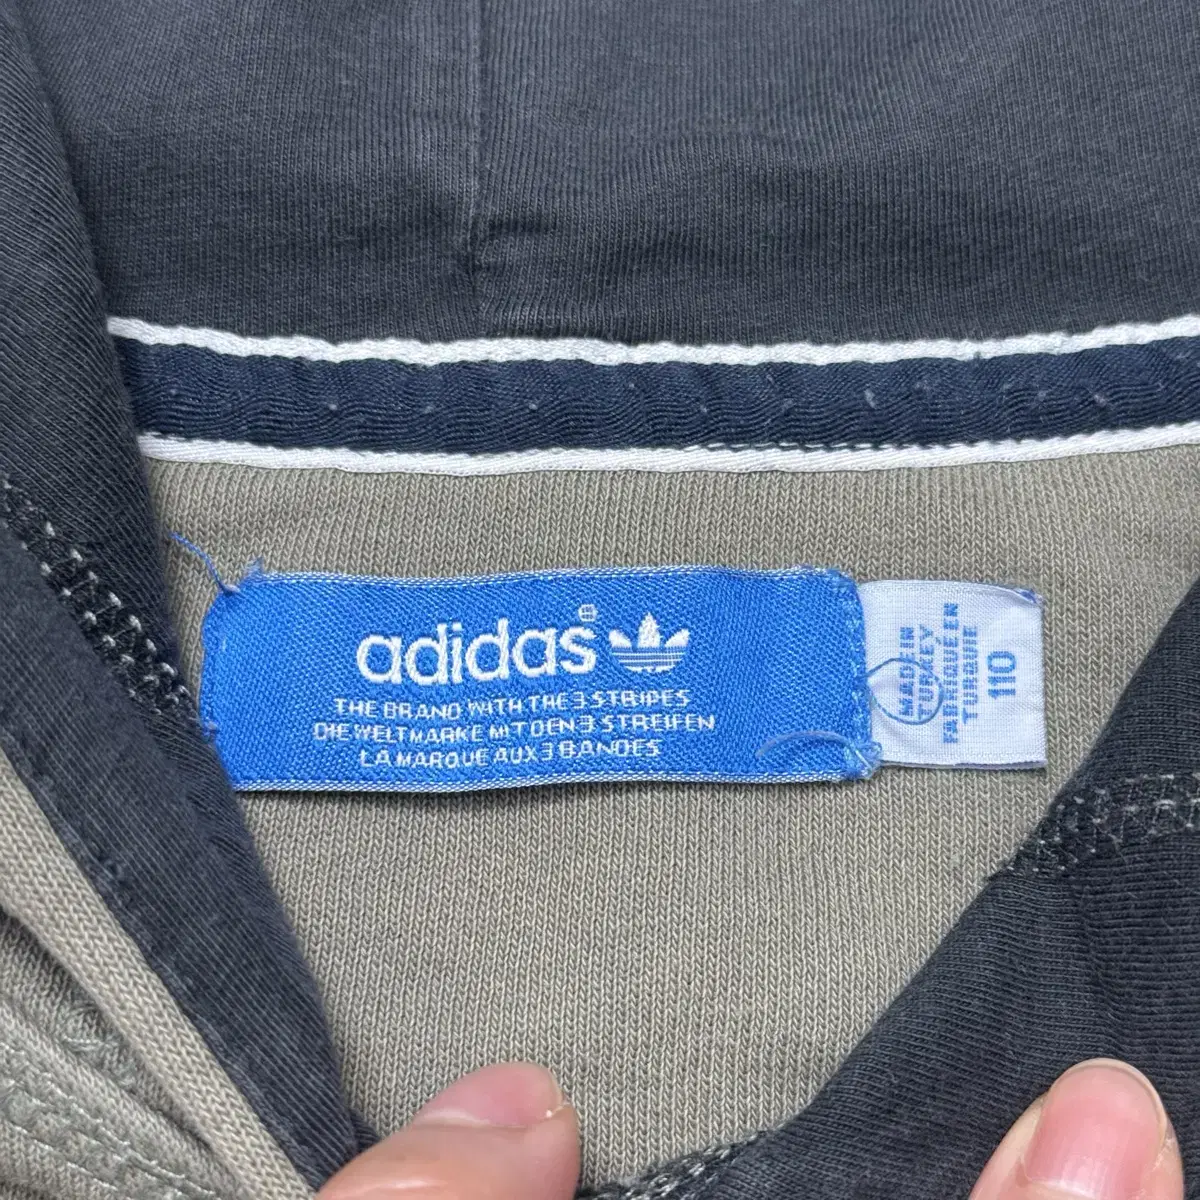 adidas®
THE BRAND WITH THE 3 STRIPES
DIE WELTMARKE MIT DEN 3 STREIFEN
LA MARQUE AUX 3 BANDES
MADE IN
TURKEY
FABRIQUÉ EN
TURQUIE
110